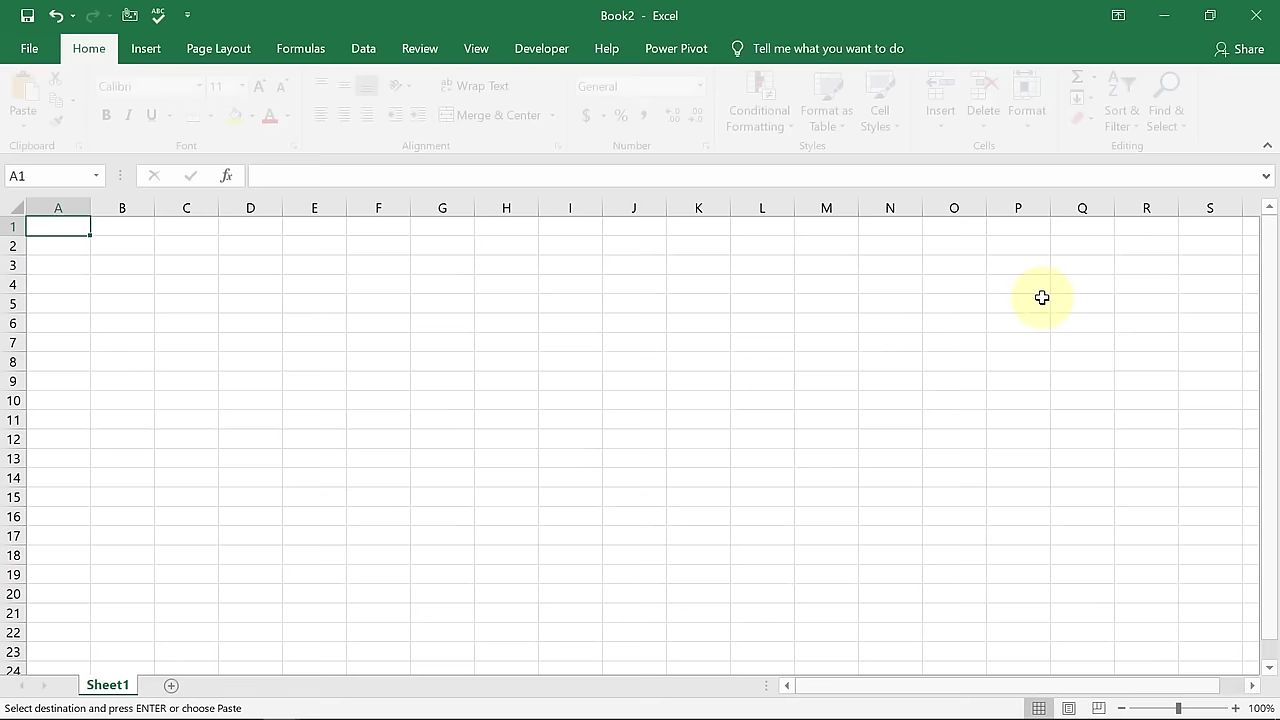 ABC
Book2 - Excel
File Home Insert Page Layout Formulas Data Review View Developer Help Power Pivot Tell me what you want to do Share
Calibri 11 Wrap Text General
Paste B I U A Merge & Center $ % Conditional Formatting Format as Table Cell Styles Insert Delete Format Sort & Filter Find & Select
Clipboard Font Alignment Number Styles Cells Editing
A1 fx
A B C D E F G H I J K L M N O P Q R S
1
2
3
4
5
6
7
8
9
10
11
12
13
14
15
16
17
18
19
20
21
22
23
24
Sheet1
Select destination and press ENTER or choose Paste 100%